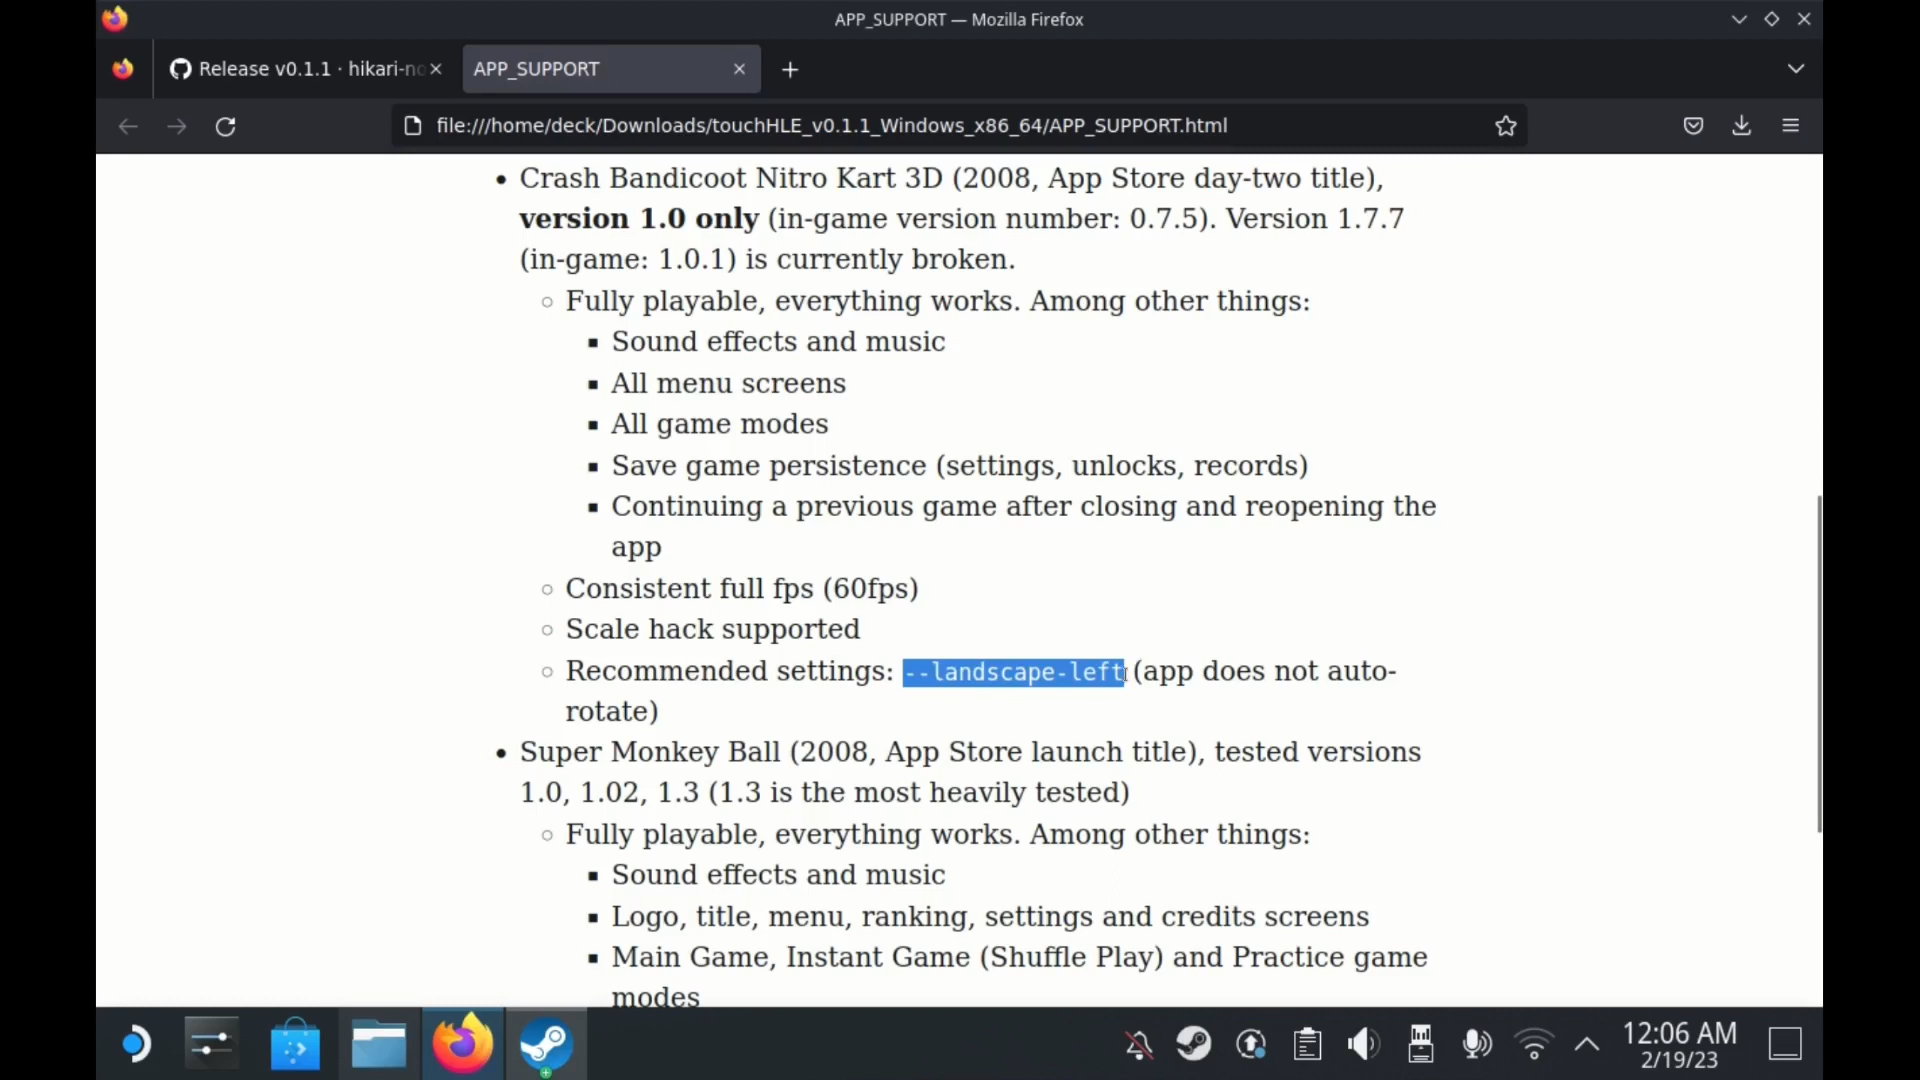 APP_SUPPORT — Mozilla Firefox
Release v0.1.1 · hikari-no
APP_SUPPORT
file:///home/deck/Downloads/touchHLE_v0.1.1_Windows_x86_64/APP_SUPPORT.html
• Crash Bandicoot Nitro Kart 3D (2008, App Store day-two title),
version 1.0 only (in-game version number: 0.7.5). Version 1.7.7
(in-game: 1.0.1) is currently broken.
◦ Fully playable, everything works. Among other things:
▪ Sound effects and music
▪ All menu screens
▪ All game modes
▪ Save game persistence (settings, unlocks, records)
▪ Continuing a previous game after closing and reopening the
app
◦ Consistent full fps (60fps)
◦ Scale hack supported
◦ Recommended settings: --landscape-left (app does not auto-
rotate)
• Super Monkey Ball (2008, App Store launch title), tested versions
1.0, 1.02, 1.3 (1.3 is the most heavily tested)
◦ Fully playable, everything works. Among other things:
▪ Sound effects and music
▪ Logo, title, menu, ranking, settings and credits screens
▪ Main Game, Instant Game (Shuffle Play) and Practice game
modes
12:06 AM
2/19/23